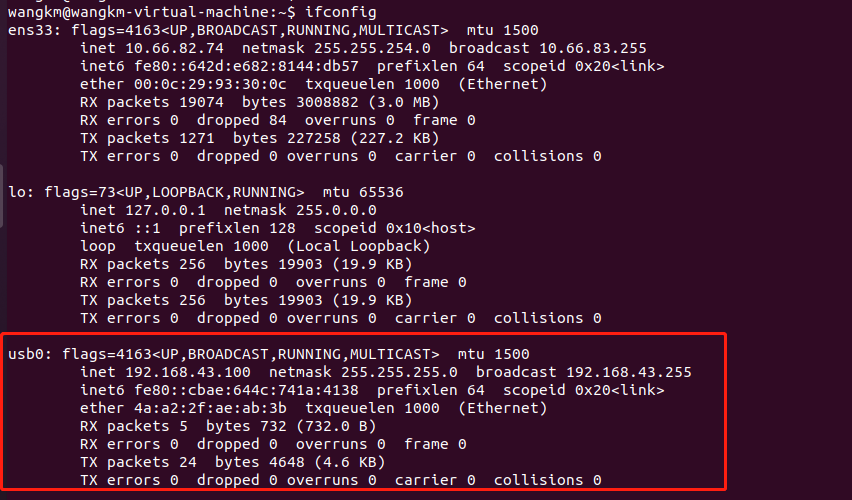 wangkm@wangkm-virtual-machine:~$ ifconfig
ens33: flags=4163<UP,BROADCAST,RUNNING,MULTICAST>  mtu 1500
        inet 10.66.82.74  netmask 255.255.254.0  broadcast 10.66.83.255
        inet6 fe80::642d:e682:8144:db57  prefixlen 64  scopeid 0x20<link>
        ether 00:0c:29:93:30:0c  txqueuelen 1000  (Ethernet)
        RX packets 19074  bytes 3008882 (3.0 MB)
        RX errors 0  dropped 84  overruns 0  frame 0
        TX packets 1271  bytes 227258 (227.2 KB)
        TX errors 0  dropped 0 overruns 0  carrier 0  collisions 0

lo: flags=73<UP,LOOPBACK,RUNNING>  mtu 65536
        inet 127.0.0.1  netmask 255.0.0.0
        inet6 ::1  prefixlen 128  scopeid 0x10<host>
        loop  txqueuelen 1000  (Local Loopback)
        RX packets 256  bytes 19903 (19.9 KB)
        RX errors 0  dropped 0  overruns 0  frame 0
        TX packets 256  bytes 19903 (19.9 KB)
        TX errors 0  dropped 0 overruns 0  carrier 0  collisions 0

usb0: flags=4163<UP,BROADCAST,RUNNING,MULTICAST>  mtu 1500
        inet 192.168.43.100  netmask 255.255.255.0  broadcast 192.168.43.255
        inet6 fe80::cbae:644c:741a:4138  prefixlen 64  scopeid 0x20<link>
        ether 4a:a2:2f:ae:ab:3b  txqueuelen 1000  (Ethernet)
        RX packets 5  bytes 732 (732.0 B)
        RX errors 0  dropped 0  overruns 0  frame 0
        TX packets 24  bytes 4648 (4.6 KB)
        TX errors 0  dropped 0 overruns 0  carrier 0  collisions 0